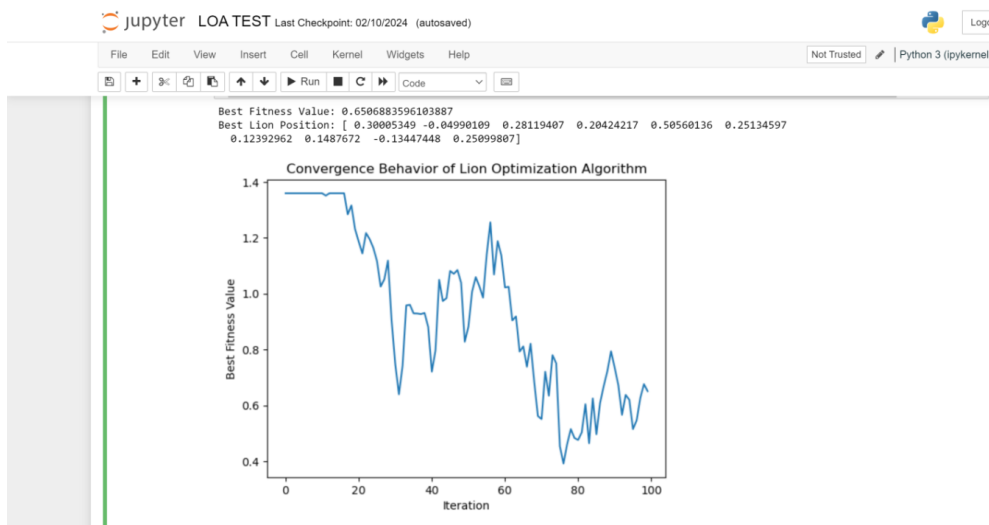 jupyter LOA TEST Last Checkpoint: 02/10/2024 (autosaved)
File Edit View Insert Cell Kernel Widgets Help Not Trusted Python 3 (ipykernel
Run Code
Best Fitness Value: 0.6506883596103887
Best Lion Position: [ 0.30005349 -0.04990109 0.28119407 0.20424217 0.50560136 0.25134597
0.12392962 0.1487672 -0.13447448 0.25099807]
Convergence Behavior of Lion Optimization Algorithm
1.4
1.2
1.0
0.8
0.6
0.4
Best Fitness Value
0 20 40 60 80 100
Iteration